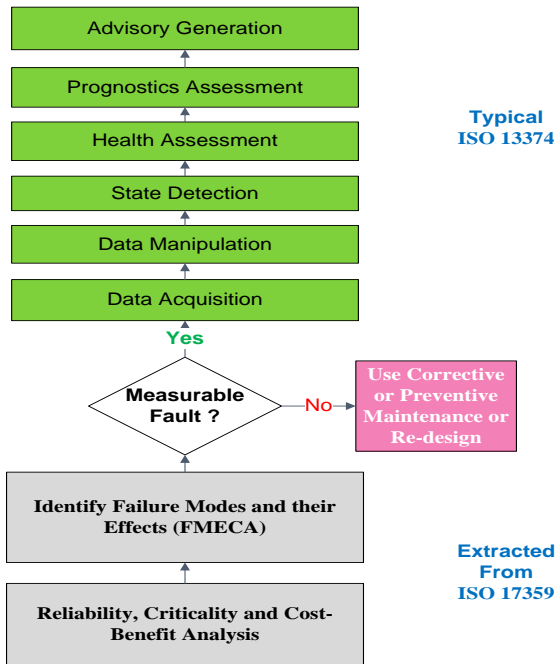 Advisory Generation
Prognostics Assessment
Health Assessment
Typical
ISO 13374
State Detection
Data Manipulation
Data Acquisition
Yes
Measurable
Fault ?
No
Use Corrective
or Preventive
Maintenance or
Re-design
Identify Failure Modes and their
Effects (FMECA)
Extracted
From
ISO 17359
Reliability, Criticality and Cost-
Benefit Analysis